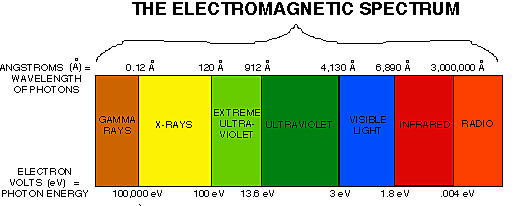 THE ELECTROMAGNETIC SPECTRUM
ANGSTROMS (Å) =
WAVELENGTH
OF PHOTONS
0.12 Å 120 Å 912 Å 4,130 Å 6,890 Å 3,000,000 Å
GAMMA
RAYS
X-RAYS
EXTREME
ULTRA-
VIOLET
ULTRAVIOLET
VISIBLE
LIGHT
INFRARED
RADIO
ELECTRON
VOLTS (eV) =
PHOTON ENERGY
100,000 eV 100 eV 13.6 eV 3 eV 1.8 eV .004 eV